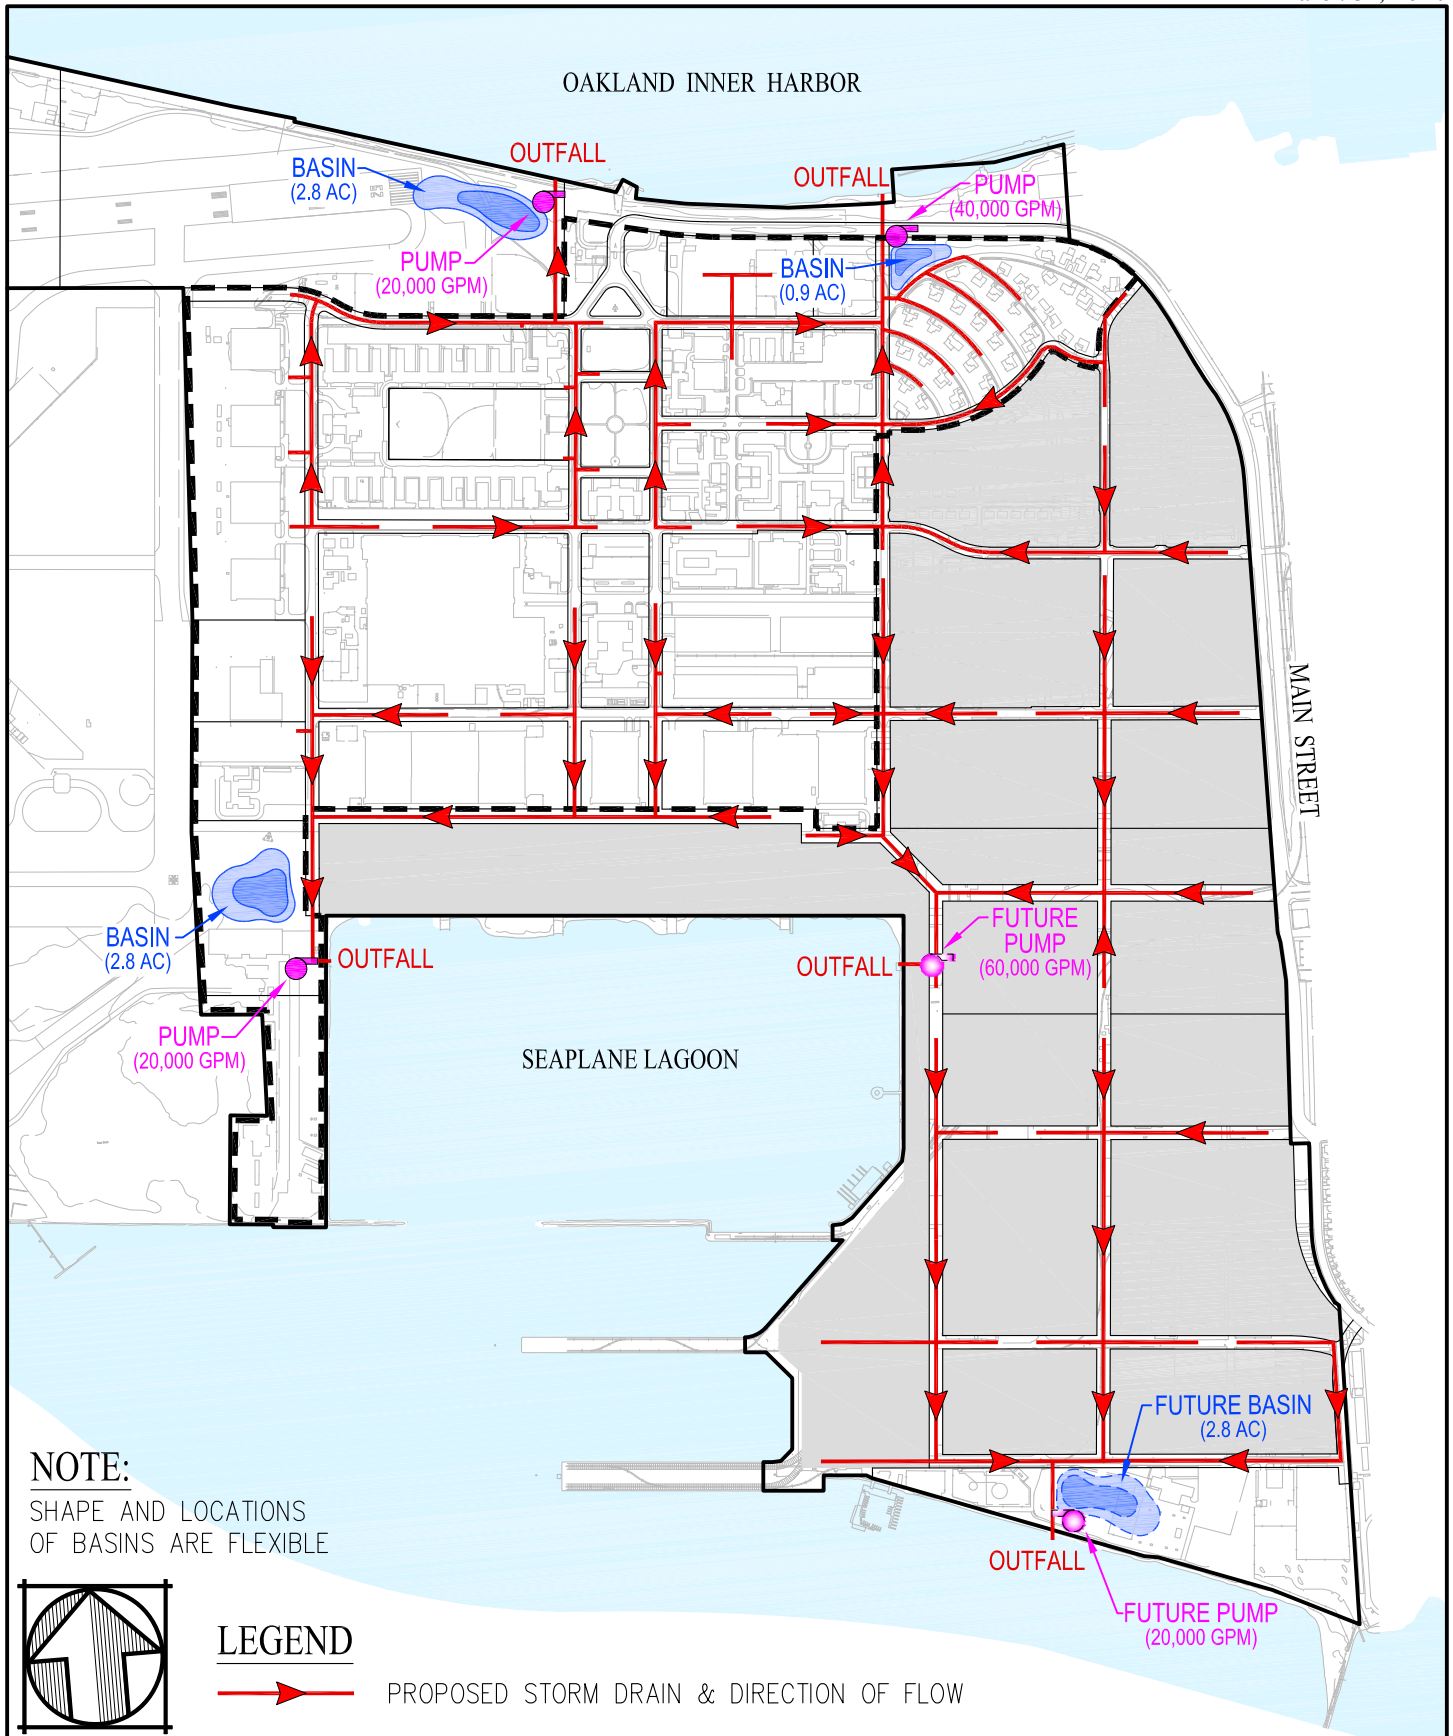 OAKLAND INNER HARBOR
OUTFALL
BASIN
(2.8 AC)
OUTFALL
PUMP
(40,000 GPM)
PUMP
(20,000 GPM)
BASIN
(0.9 AC)
MAIN STREET
BASIN
(2.8 AC)
OUTFALL
PUMP
(20,000 GPM)
FUTURE
PUMP
(60,000 GPM)
OUTFALL
SEAPLANE LAGOON
FUTURE BASIN
(2.8 AC)
OUTFALL
FUTURE PUMP
(20,000 GPM)
NOTE:
SHAPE AND LOCATIONS
OF BASINS ARE FLEXIBLE
LEGEND
PROPOSED STORM DRAIN & DIRECTION OF FLOW